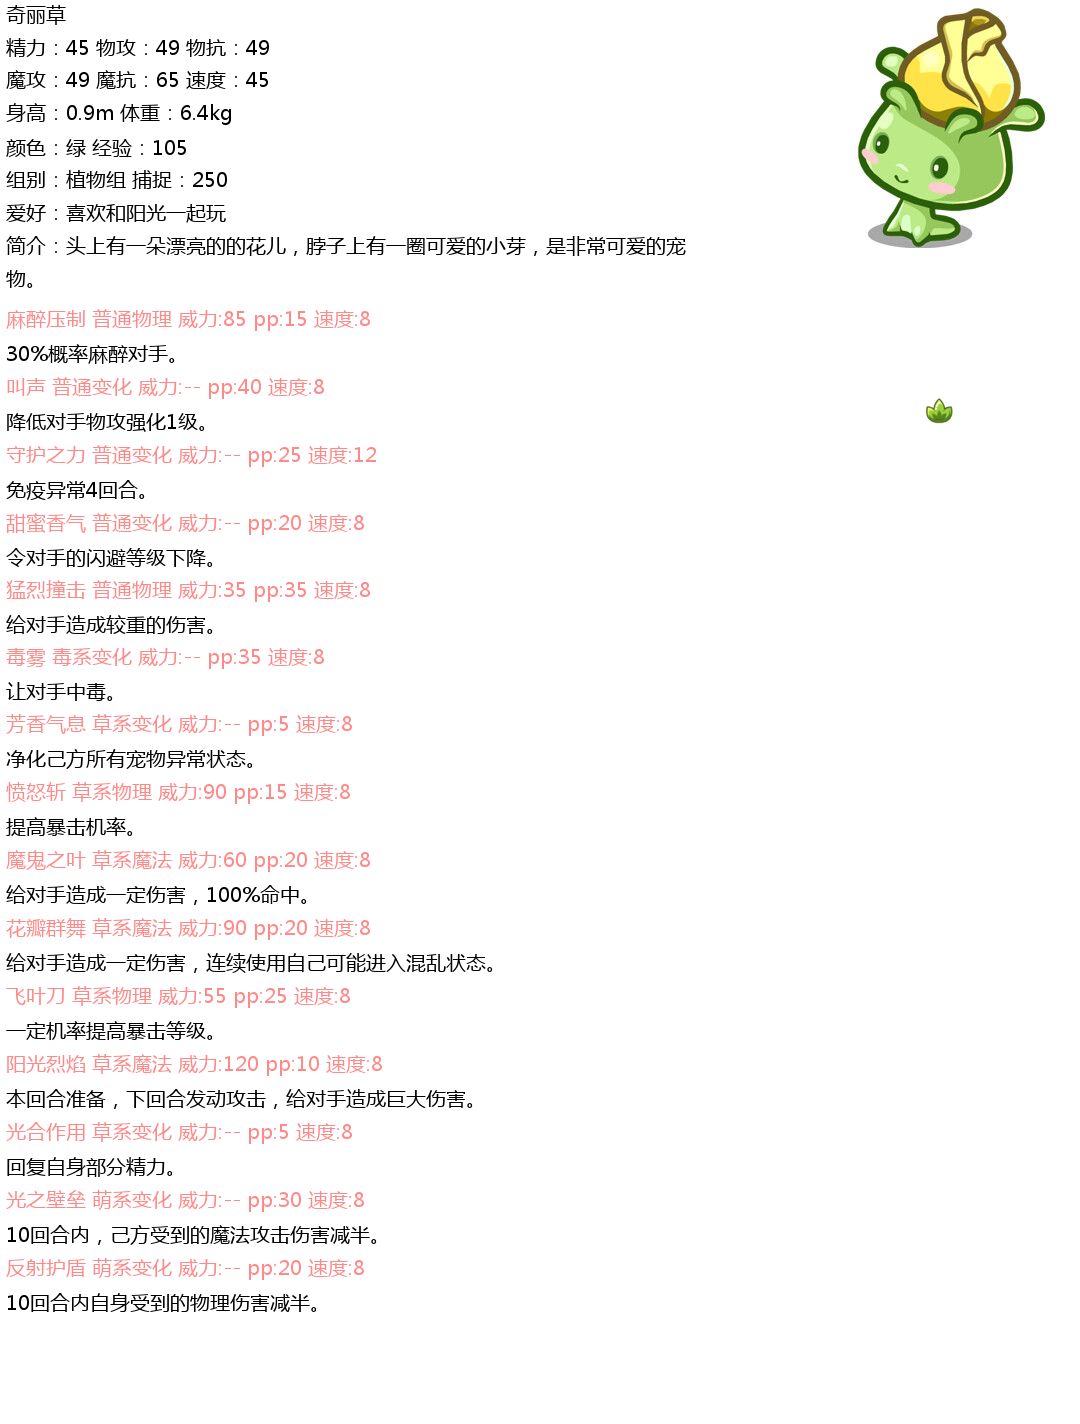 奇丽草
精力：45 物攻：49 物抗：49
魔攻：49 魔抗：65 速度：45
身高：0.9m 体重：6.4kg
颜色：绿 经验：105
组别：植物组 捕捉：250
爱好：喜欢和阳光一起玩
简介：头上有一朵漂亮的的花儿，脖子上有一圈可爱的小芽，是非常可爱的宠
物。
麻醉压制 普通物理 威力:85 pp:15 速度:8
30%概率麻醉对手。
叫声 普通变化 威力:-- pp:40 速度:8
降低对手物攻强化1级。
守护之力 普通变化 威力:-- pp:25 速度:12
免疫异常4回合。
甜蜜香气 普通变化 威力:-- pp:20 速度:8
令对手的闪避等级下降。
猛烈撞击 普通物理 威力:35 pp:35 速度:8
给对手造成较重的伤害。
毒雾 毒系变化 威力:-- pp:35 速度:8
让对手中毒。
芳香气息 草系变化 威力:-- pp:5 速度:8
净化己方所有宠物异常状态。
愤怒斩 草系物理 威力:90 pp:15 速度:8
提高暴击机率。
魔鬼之叶 草系魔法 威力:60 pp:20 速度:8
给对手造成一定伤害，100%命中。
花瓣群舞 草系魔法 威力:90 pp:20 速度:8
给对手造成一定伤害，连续使用自己可能进入混乱状态。
飞叶刀 草系物理 威力:55 pp:25 速度:8
一定机率提高暴击等级。
阳光烈焰 草系魔法 威力:120 pp:10 速度:8
本回合准备，下回合发动攻击，给对手造成巨大伤害。
光合作用 草系变化 威力:-- pp:5 速度:8
回复自身部分精力。
光之壁垒 萌系变化 威力:-- pp:30 速度:8
10回合内，己方受到的魔法攻击伤害减半。
反射护盾 萌系变化 威力:-- pp:20 速度:8
10回合内自身受到的物理伤害减半。